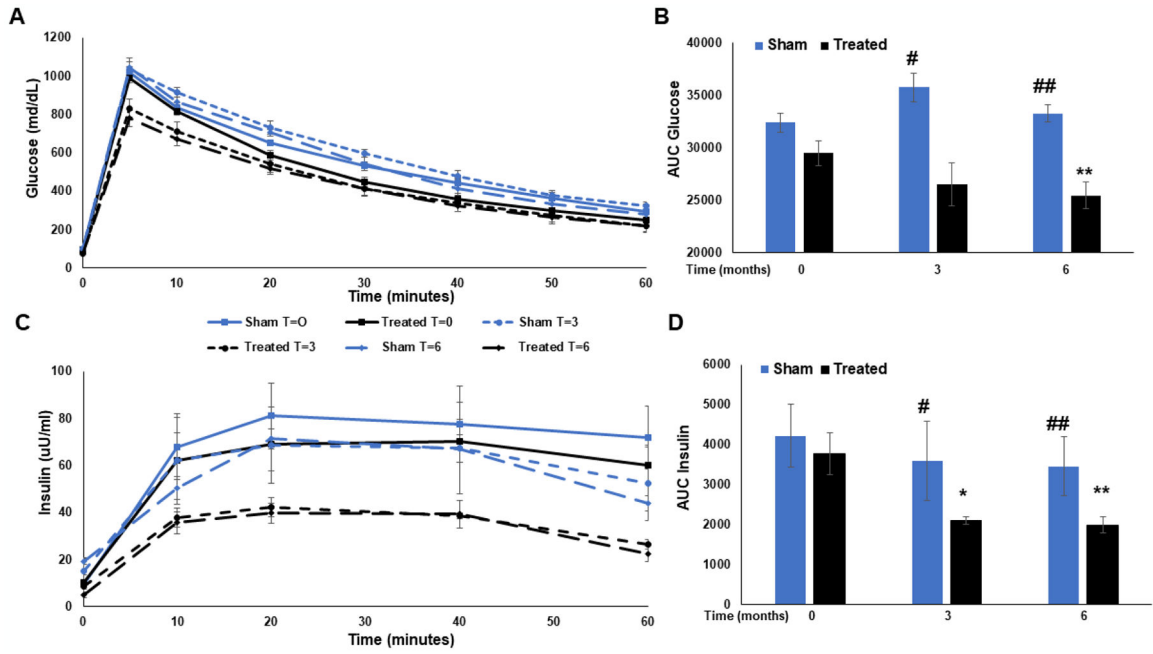 A
Glucose (md/dL)
1200
1000
800
600
400
200
0
0 10 20 30 40 50 60
Time (minutes)
B
Sham Treated
AUC Glucose
40000
35000
30000
25000
20000
#
##
**
Time (months) 0 3 6
Sham T=O Treated T=0 Sham T=3
Treated T=3 Sham T=6 Treated T=6
C
Insulin (uU/ml)
100
80
60
40
20
0
0 10 20 30 40 50 60
Time (minutes)
D
Sham Treated
AUC Insulin
6000
5000
4000
3000
2000
1000
0
#
##
*
**
Time (months) 0 3 6